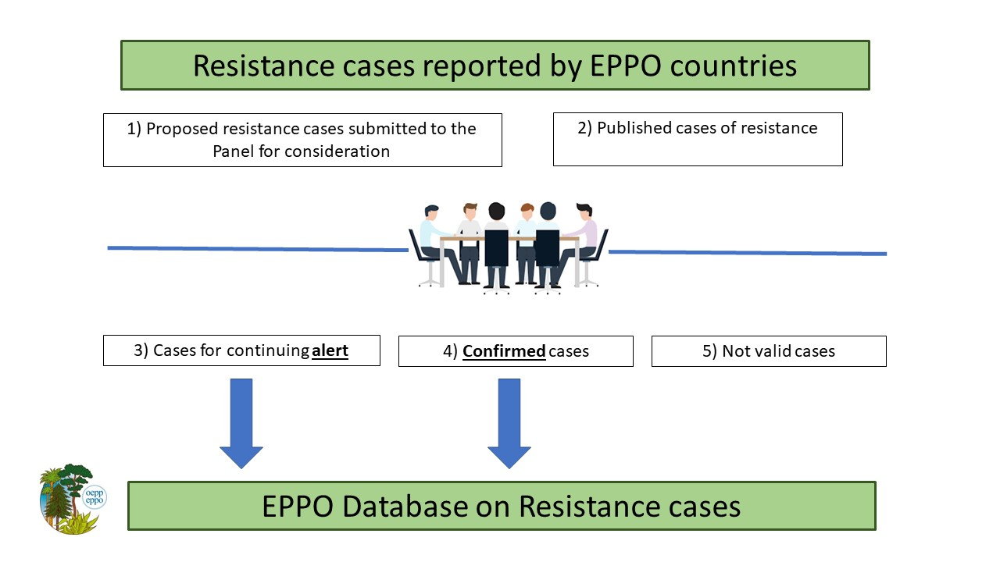 Resistance cases reported by EPPO countries
1) Proposed resistance cases submitted to the
Panel for consideration
2) Published cases of resistance
3) Cases for continuing alert
4) Confirmed cases
5) Not valid cases
oepp
eppo
EPPO Database on Resistance cases